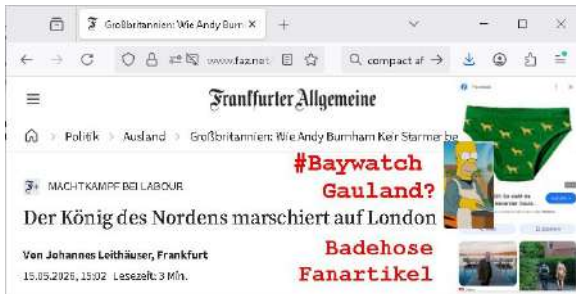 Großbritannien: Wie Andy Burn
www.faz.net
compact af
Frankfurter Allgemeine
Politik > Ausland > Großbritannien: Wie Andy Burnham Keir Starmer be
#Baywatch
Gauland?
F+ MACHTKAMPF BEI LABOUR
Der König des Nordens marschiert auf London
Von Johannes Leithäuser, Frankfurt
15.05.2026, 15:02 Lesezeit: 3 Min.
Badehose
Fanartikel